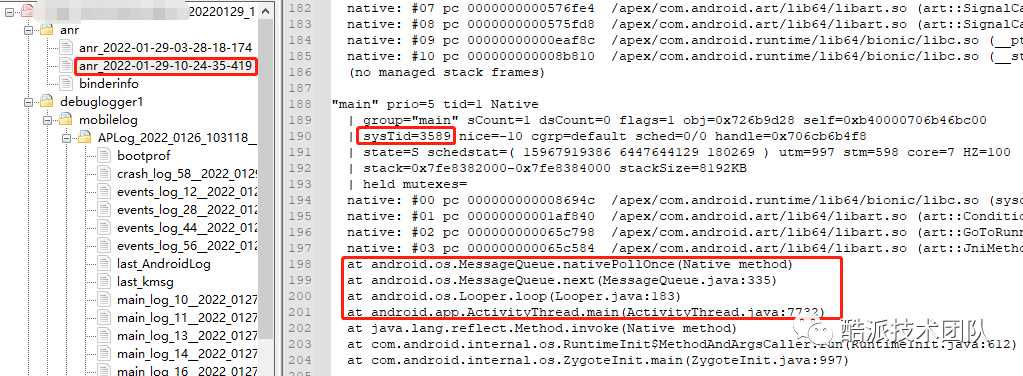 20220129_1
anr
anr_2022-01-29-03-28-18-174
anr_2022-01-29-10-24-35-419
binderinfo
debuglogger1
mobilelog
APLog_2022_0126_103118_
bootprof
crash_log_58__2022_0129
events_log_12__2022_012
events_log_28__2022_012
events_log_44__2022_012
events_log_56__2022_012
last_AndroidLog
last_kmsg
main_log_10__2022_0127
main_log_11__2022_0127
main_log_13__2022_0127
main_log_14__2022_0127
main_log_16__2022_0127
182 native: #07 pc 0000000000576fe4 /apex/com.android.art/lib64/libart.so (art::SignalCa
183 native: #08 pc 0000000000575fd8 /apex/com.android.art/lib64/libart.so (art::SignalCa
184 native: #09 pc 00000000000eaf8c /apex/com.android.runtime/lib64/bionic/libc.so (__pt
185 native: #10 pc 000000000008b810 /apex/com.android.runtime/lib64/bionic/libc.so (__st
186 (no managed stack frames)
187
188 "main" prio=5 tid=1 Native
189 | group="main" sCount=1 dsCount=0 flags=1 obj=0x726b9d28 self=0xb40000706b46bc00
190 | sysTid=3589 nice=-10 cgrp=default sched=0/0 handle=0x706cb6b4f8
191 | state=S schedstat=( 15967919386 6447644129 180269 ) utm=997 stm=598 core=7 HZ=100
192 | stack=0x7fe8382000-0x7fe8384000 stackSize=8192KB
193 | held mutexes=
194 native: #00 pc 000000000008694c /apex/com.android.runtime/lib64/bionic/libc.so (sysc
195 native: #01 pc 00000000001af840 /apex/com.android.art/lib64/libart.so (art::Conditio
196 native: #02 pc 000000000065c798 /apex/com.android.art/lib64/libart.so (art::GoToRunn
197 native: #03 pc 000000000065c584 /apex/com.android.art/lib64/libart.so (art::JniMetho
198 at android.os.MessageQueue.nativePollOnce(Native method)
199 at android.os.MessageQueue.next(MessageQueue.java:335)
200 at android.os.Looper.loop(Looper.java:183)
201 at android.app.ActivityThread.main(ActivityThread.java:7732)
202 at java.lang.reflect.Method.invoke(Native method)
203 at com.android.internal.os.RuntimeInit$MethodAndArgsCaller.run(RuntimeInit.java:612)
204 at com.android.internal.os.ZygoteInit.main(ZygoteInit.java:997)
205
酷派技术团队